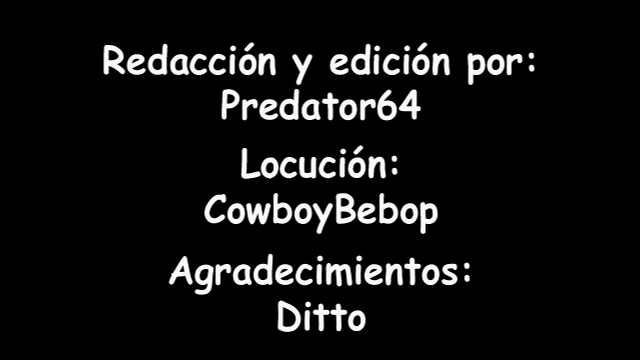 Redacción y edición por:
Predator64
Locución:
CowboyBebop
Agradecimientos:
Ditto